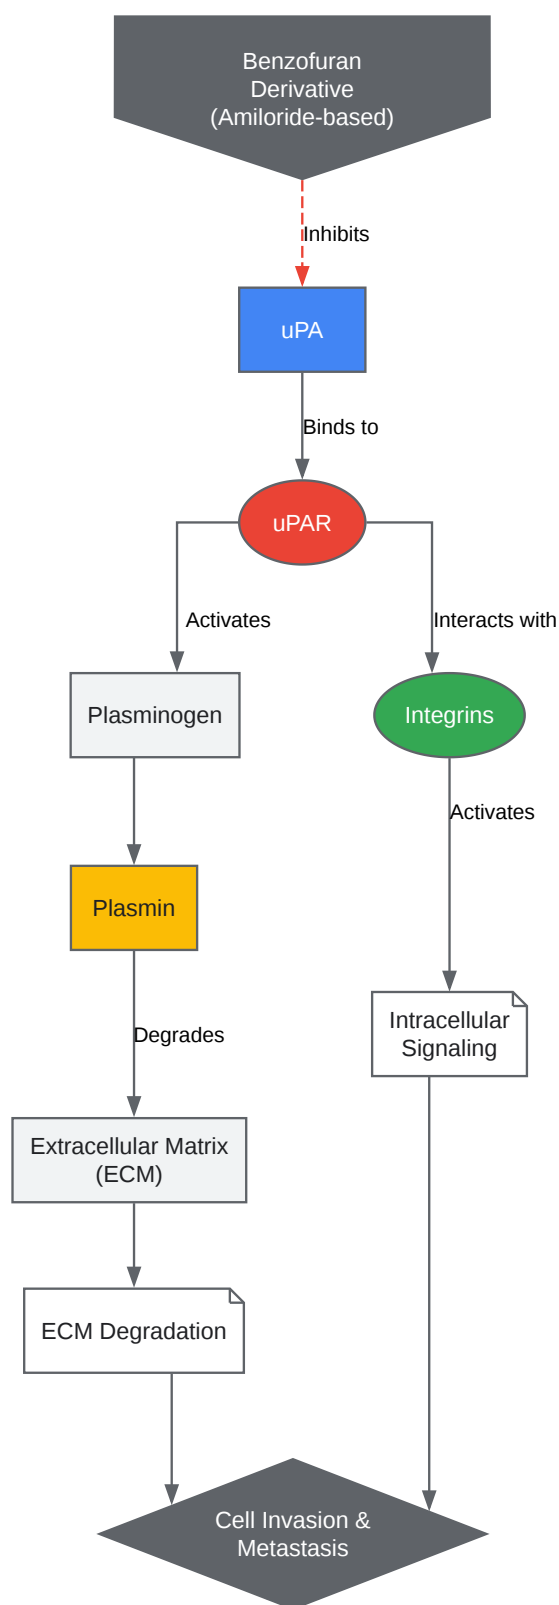 Benzofuran
Derivative
(Amiloride-based)
Inhibits
uPA
Binds to
uPAR
Activates
Interacts with
Plasminogen
Integrins
Activates
Plasmin
Intracellular
Signaling
Degrades
Extracellular Matrix
(ECM)
ECM Degradation
Cell Invasion &
Metastasis